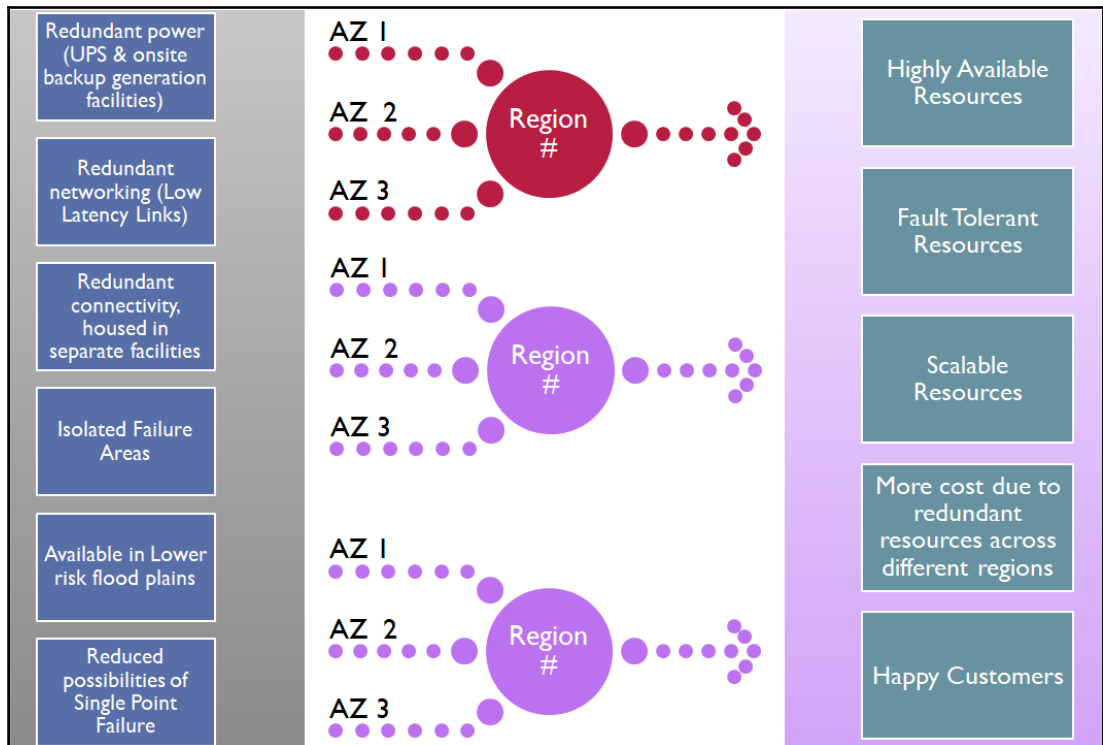 Redundant power
(UPS & onsite
backup generation
facilities)
Redundant
networking (Low
Latency Links)
Redundant
connectivity,
housed in
separate facilities
Isolated Failure
Areas
Available in Lower
risk flood plains
Reduced
possibilities of
Single Point
Failure
AZ 1
AZ 2
AZ 3
Region
#
AZ 1
AZ 2
AZ 3
Region
#
AZ 1
AZ 2
AZ 3
Region
#
Highly Available
Resources
Fault Tolerant
Resources
Scalable
Resources
More cost due to
redundant
resources across
different regions
Happy Customers